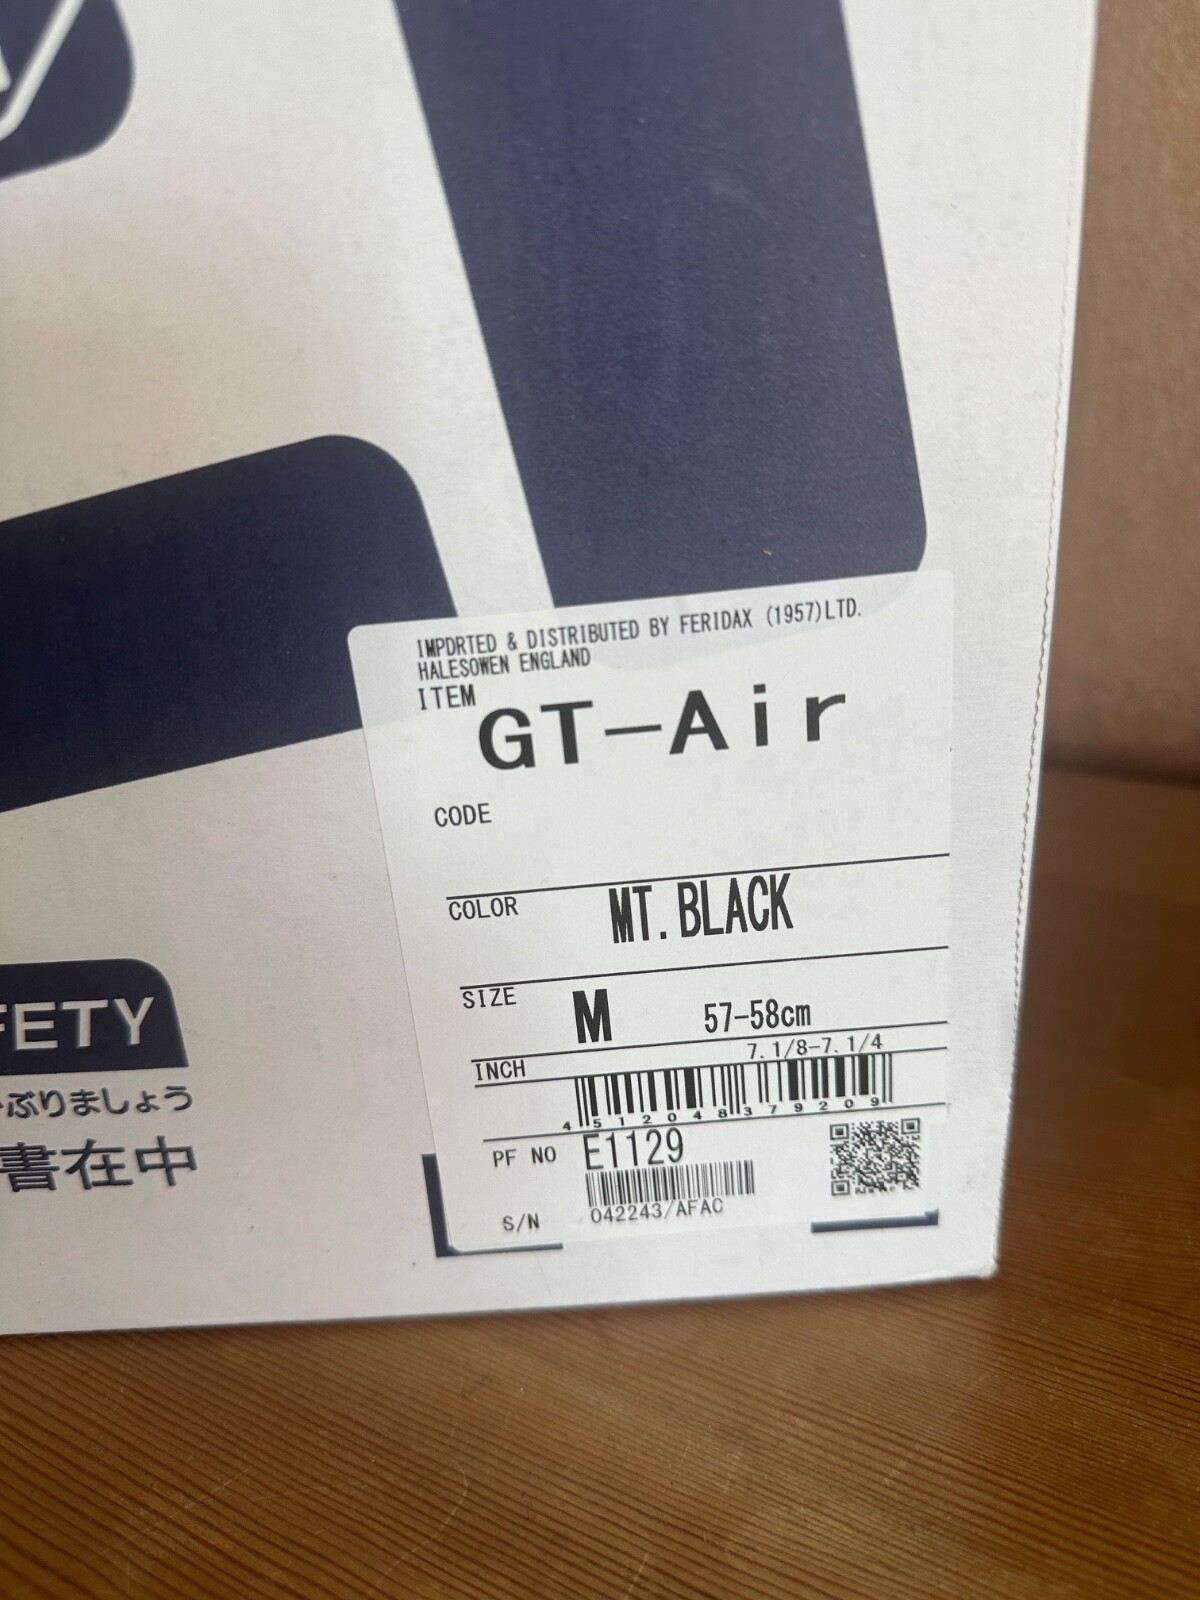 IMPDRTED & DISTRIBUTED BY FERIDAX (1957)LTD.
HALESOWEN ENGLAND
ITEM GT-Air
CODE
COLOR MT.BLACK
SIZE M 57-58cm
INCH 7.1/8-7.1/4
4512048379209
PF NO E1129
S/N 042243/AFAC
FETY
ぶりましょう
書在中